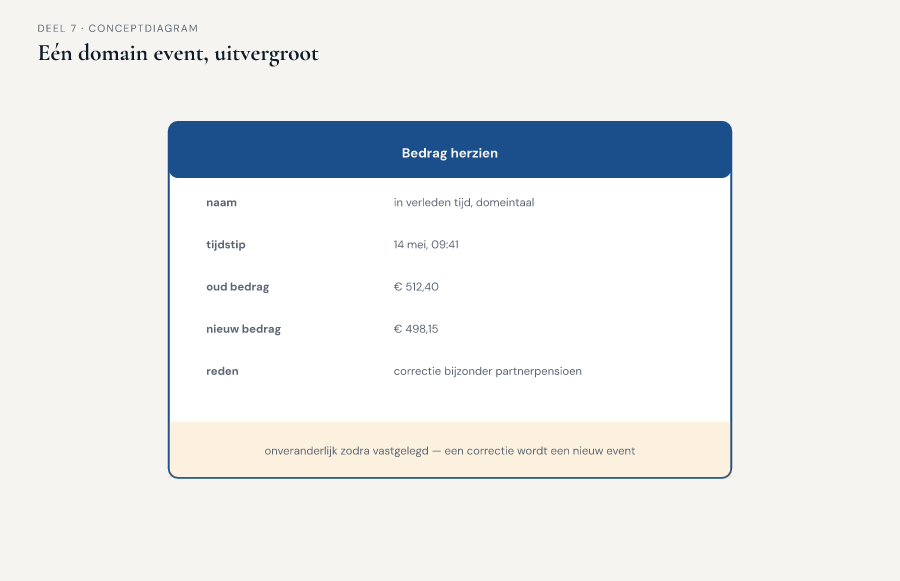 DEEL 7 · CONCEPTDIAGRAM
Eén domain event, uitvergroot
Bedrag herzien
naam in verleden tijd, domeintaal
tijdstip 14 mei, 09:41
oud bedrag € 512,40
nieuw bedrag € 498,15
reden correctie bijzonder partnerpensioen
onveranderlijk zodra vastgelegd — een correctie wordt een nieuw event